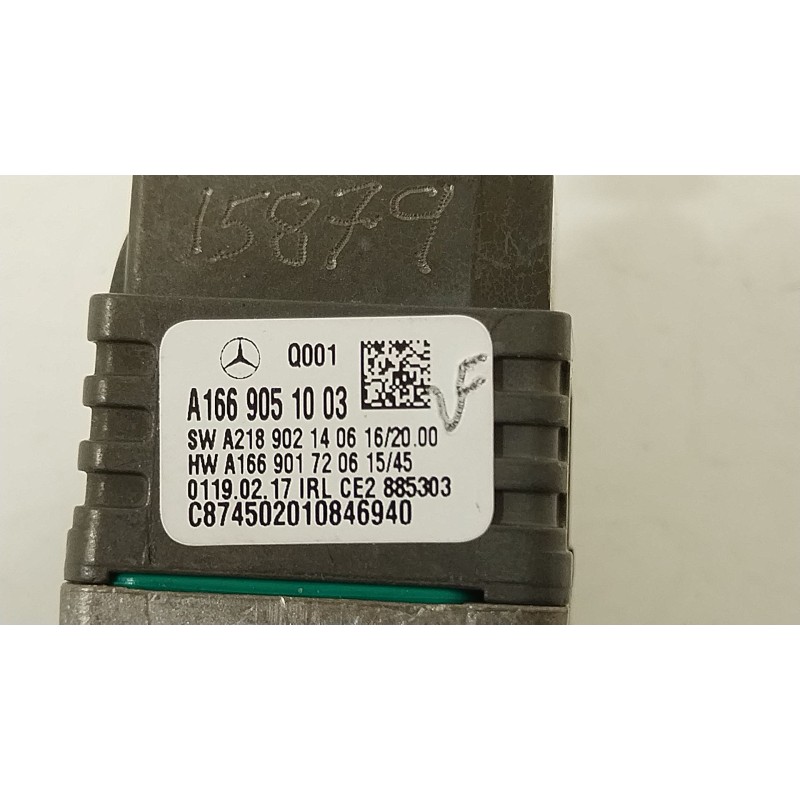 15879
Q001
A166 905 10 03
VF
SW A218 902 14 06 16/20.00
HW A166 901 72 06 15/45
0119.02.17 IRL CE2 885303
C874502010846940